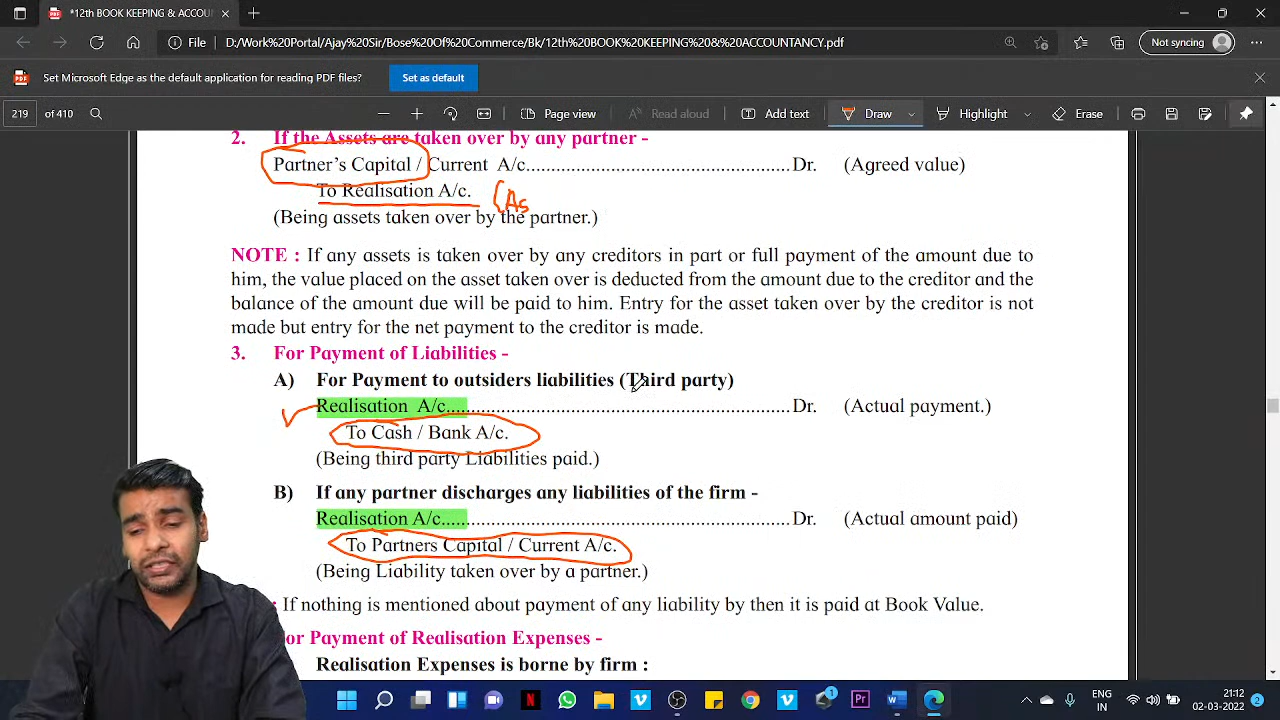 *12th BOOK KEEPING & ACCOU
File D:/Work%20Portal/Ajay%20Sir/Bose%20Of%20Commerce/Bk/12th%20BOOK%20KEEPING%20&%20ACCOUNTANCY.pdf Not syncing
Set Microsoft Edge as the default application for reading PDF files? Set as default
219 of 410 Page view Read aloud Add text Draw Highlight Erase
2. If the Assets are taken over by any partner -
Partner's Capital / Current A/c.....................................................Dr. (Agreed value)
To Realisation A/c. (As
(Being assets taken over by the partner.)
NOTE : If any assets is taken over by any creditors in part or full payment of the amount due to
him, the value placed on the asset taken over is deducted from the amount due to the creditor and the
balance of the amount due will be paid to him. Entry for the asset taken over by the creditor is not
made but entry for the net payment to the creditor is made.
3. For Payment of Liabilities -
A) For Payment to outsiders liabilities (Third party)
Realisation A/c.....................................................................Dr. (Actual payment.)
To Cash / Bank A/c.
(Being third party Liabilities paid.)
B) If any partner discharges any liabilities of the firm -
Realisation A/c.....................................................................Dr. (Actual amount paid)
To Partners Capital / Current A/c.
(Being Liability taken over by a partner.)
: If nothing is mentioned about payment of any liability by then it is paid at Book Value.
or Payment of Realisation Expenses -
Realisation Expenses is borne by firm :
ENG 21:12
IN 02-03-2022